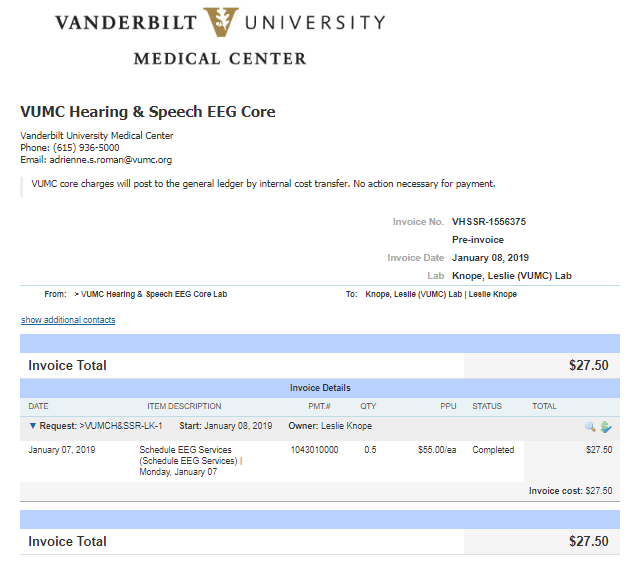 VANDERBILT V UNIVERSITY
MEDICAL CENTER
VUMC Hearing & Speech EEG Core
Vanderbilt University Medical Center
Phone: (615) 936-5000
Email: adrienne.s.roman@vumc.org
VUMC core charges will post to the general ledger by internal cost transfer. No action necessary for payment.
Invoice No. VHSSR-1556375
Pre-invoice
Invoice Date January 08, 2019
Lab Knope, Leslie (VUMC) Lab
From: > VUMC Hearing & Speech EEG Core Lab To: Knope, Leslie (VUMC) Lab | Leslie Knope
show additional contacts
Invoice Total $27.50
Invoice Details
DATE ITEM DESCRIPTION PMT.# QTY PPU STATUS TOTAL
▼ Request: >VUMCH&SSR-LK-1 Start: January 08, 2019 Owner: Leslie Knope
January 07, 2019 Schedule EEG Services 1043010000 0.5 $55.00/ea Completed $27.50
(Schedule EEG Services) |
Monday, January 07
Invoice cost: $27.50
Invoice Total $27.50